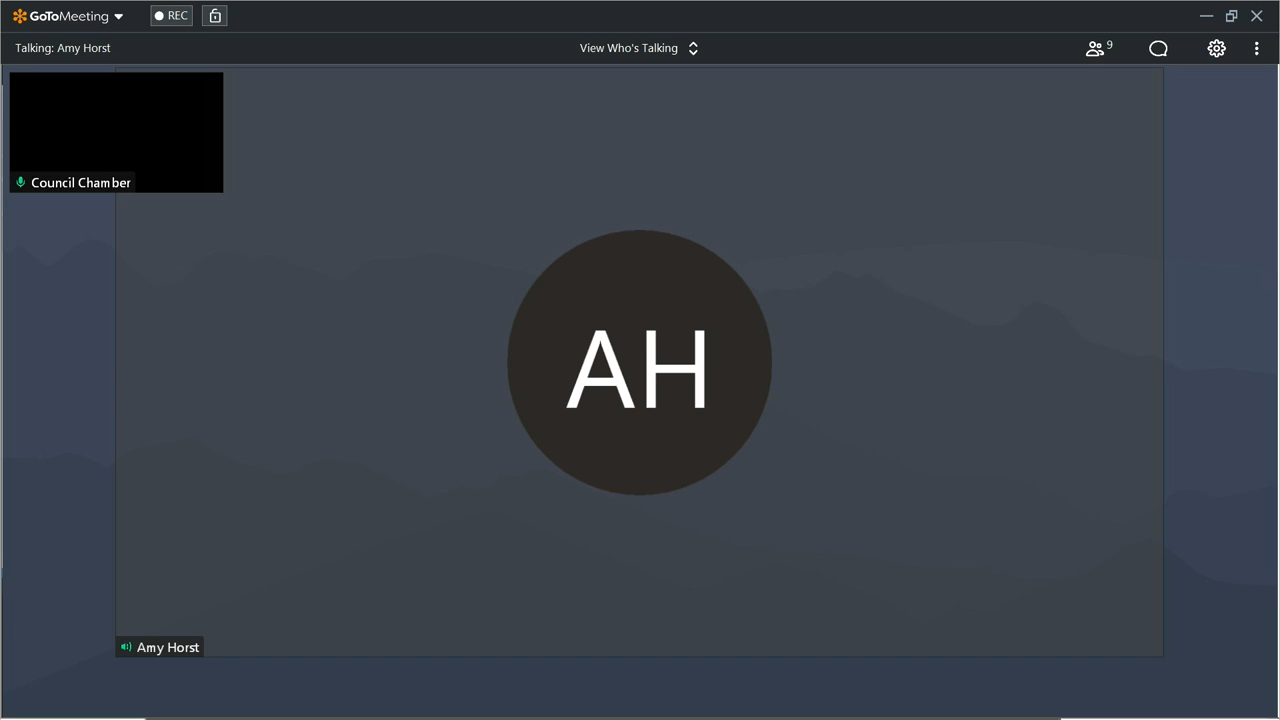 GoToMeeting
REC
Talking: Amy Horst
View Who's Talking
9
Council Chamber
AH
Amy Horst